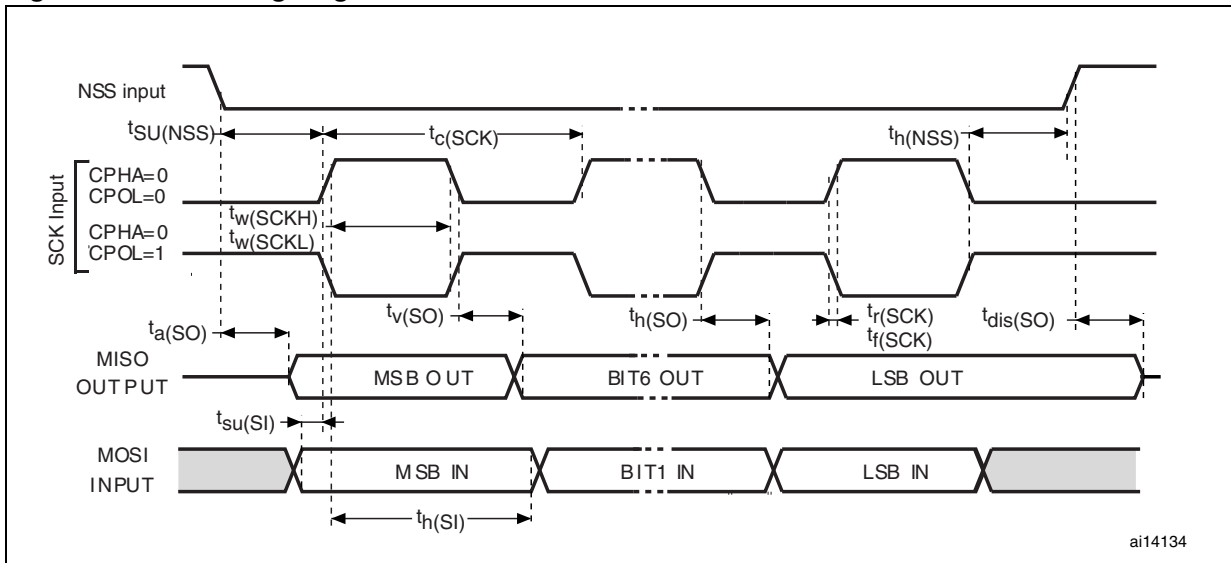 NSS input
tSU(NSS)
tc(SCK)
th(NSS)
SCK Input
CPHA=0
CPOL=0
tw(SCKH)
CPHA=0
tw(SCKL)
CPOL=1
ta(SO)
tv(SO)
th(SO)
tr(SCK)
tf(SCK)
tdis(SO)
MISO
OUTPUT
MSB OUT
BIT6 OUT
LSB OUT
tsu(SI)
MOSI
INPUT
MSB IN
BIT1 IN
LSB IN
th(SI)
ai14134